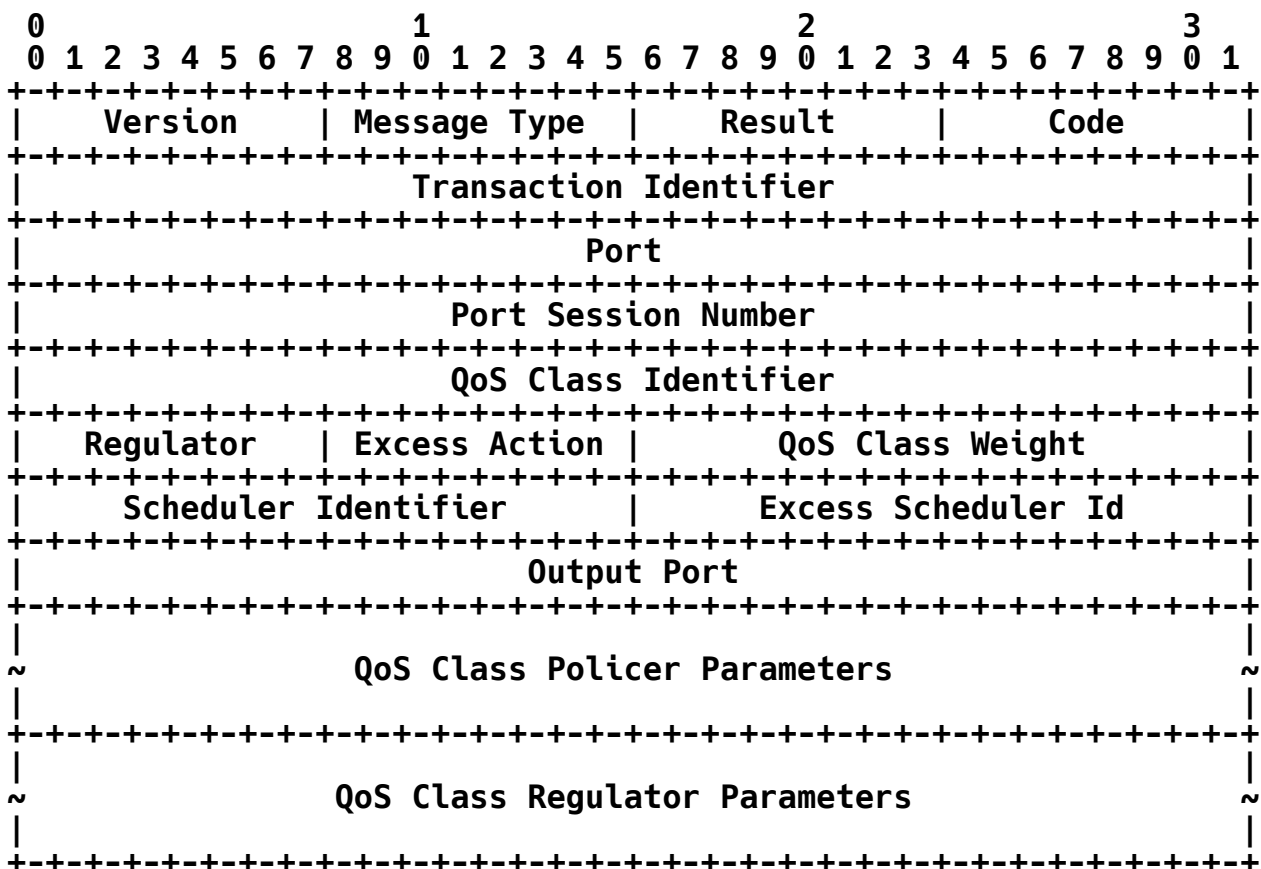 0                   1                   2                   3
 0 1 2 3 4 5 6 7 8 9 0 1 2 3 4 5 6 7 8 9 0 1 2 3 4 5 6 7 8 9 0 1
+-+-+-+-+-+-+-+-+-+-+-+-+-+-+-+-+-+-+-+-+-+-+-+-+-+-+-+-+-+-+-+-+
|    Version    | Message Type  |    Result     |     Code      |
+-+-+-+-+-+-+-+-+-+-+-+-+-+-+-+-+-+-+-+-+-+-+-+-+-+-+-+-+-+-+-+-+
|                    Transaction Identifier                     |
+-+-+-+-+-+-+-+-+-+-+-+-+-+-+-+-+-+-+-+-+-+-+-+-+-+-+-+-+-+-+-+-+
|                             Port                              |
+-+-+-+-+-+-+-+-+-+-+-+-+-+-+-+-+-+-+-+-+-+-+-+-+-+-+-+-+-+-+-+-+
|                      Port Session Number                      |
+-+-+-+-+-+-+-+-+-+-+-+-+-+-+-+-+-+-+-+-+-+-+-+-+-+-+-+-+-+-+-+-+
|                      QoS Class Identifier                     |
+-+-+-+-+-+-+-+-+-+-+-+-+-+-+-+-+-+-+-+-+-+-+-+-+-+-+-+-+-+-+-+-+
|   Regulator   | Excess Action |       QoS Class Weight        |
+-+-+-+-+-+-+-+-+-+-+-+-+-+-+-+-+-+-+-+-+-+-+-+-+-+-+-+-+-+-+-+-+
|     Scheduler Identifier      |      Excess Scheduler Id      |
+-+-+-+-+-+-+-+-+-+-+-+-+-+-+-+-+-+-+-+-+-+-+-+-+-+-+-+-+-+-+-+-+
|                          Output Port                          |
+-+-+-+-+-+-+-+-+-+-+-+-+-+-+-+-+-+-+-+-+-+-+-+-+-+-+-+-+-+-+-+-+
|                                                               |
~                 QoS Class Policer Parameters                  ~
|                                                               |
+-+-+-+-+-+-+-+-+-+-+-+-+-+-+-+-+-+-+-+-+-+-+-+-+-+-+-+-+-+-+-+-+
|                                                               |
~                QoS Class Regulator Parameters                 ~
|                                                               |
+-+-+-+-+-+-+-+-+-+-+-+-+-+-+-+-+-+-+-+-+-+-+-+-+-+-+-+-+-+-+-+-+